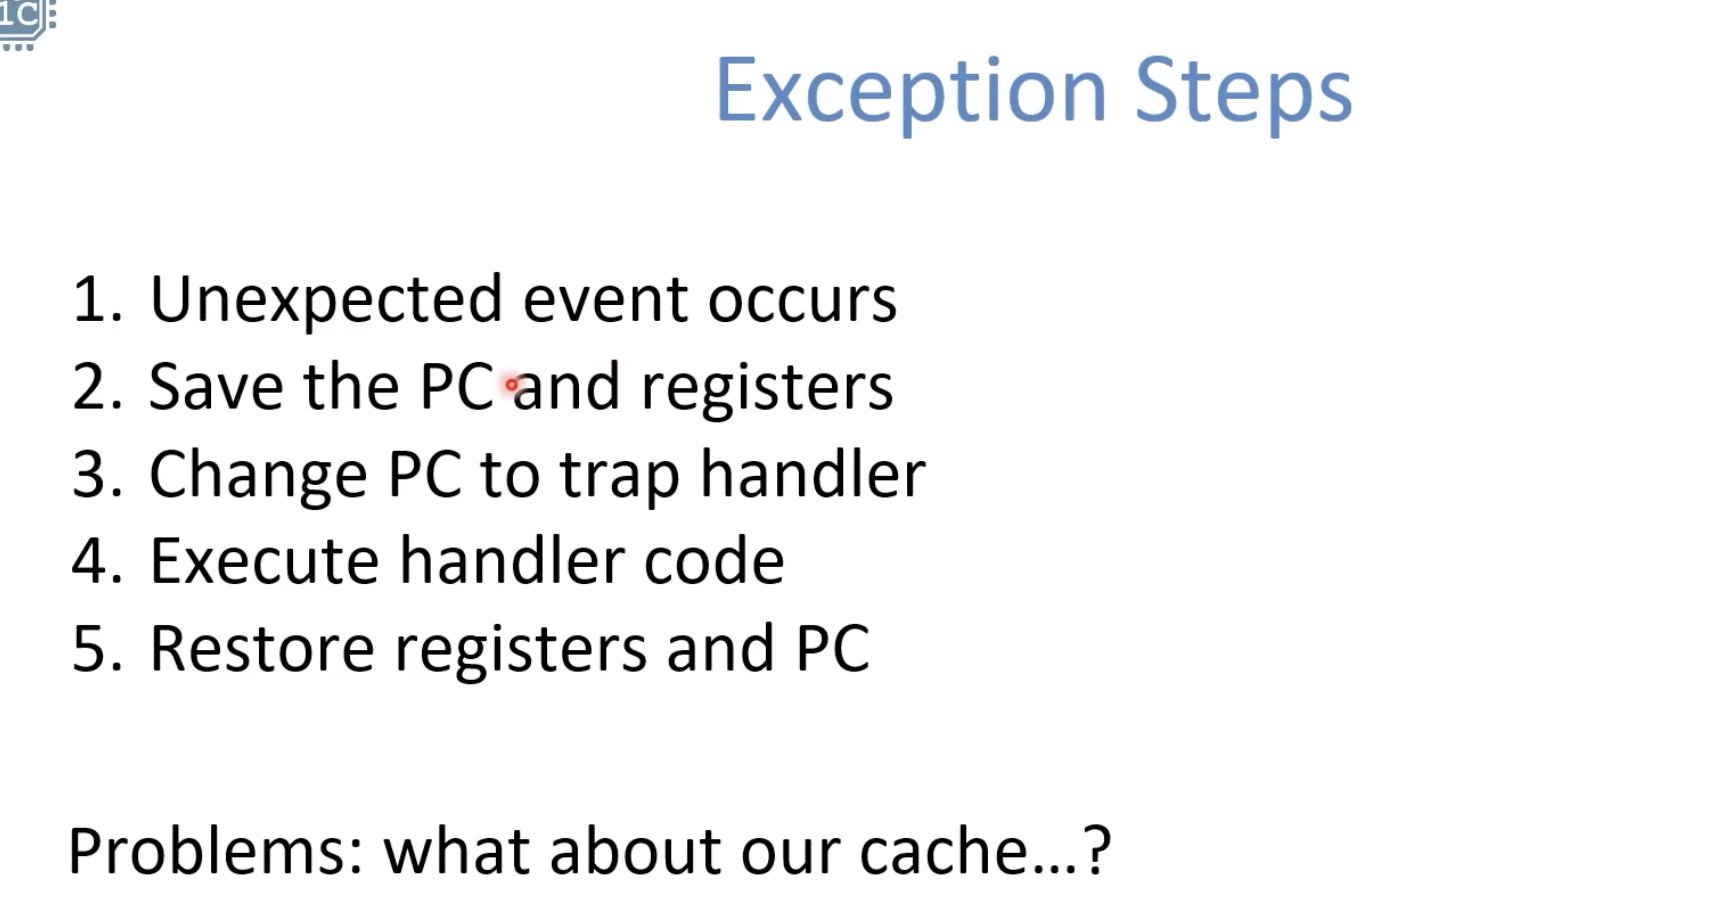 1C
Exception Steps
1. Unexpected event occurs
2. Save the PC and registers
3. Change PC to trap handler
4. Execute handler code
5. Restore registers and PC
Problems: what about our cache...?